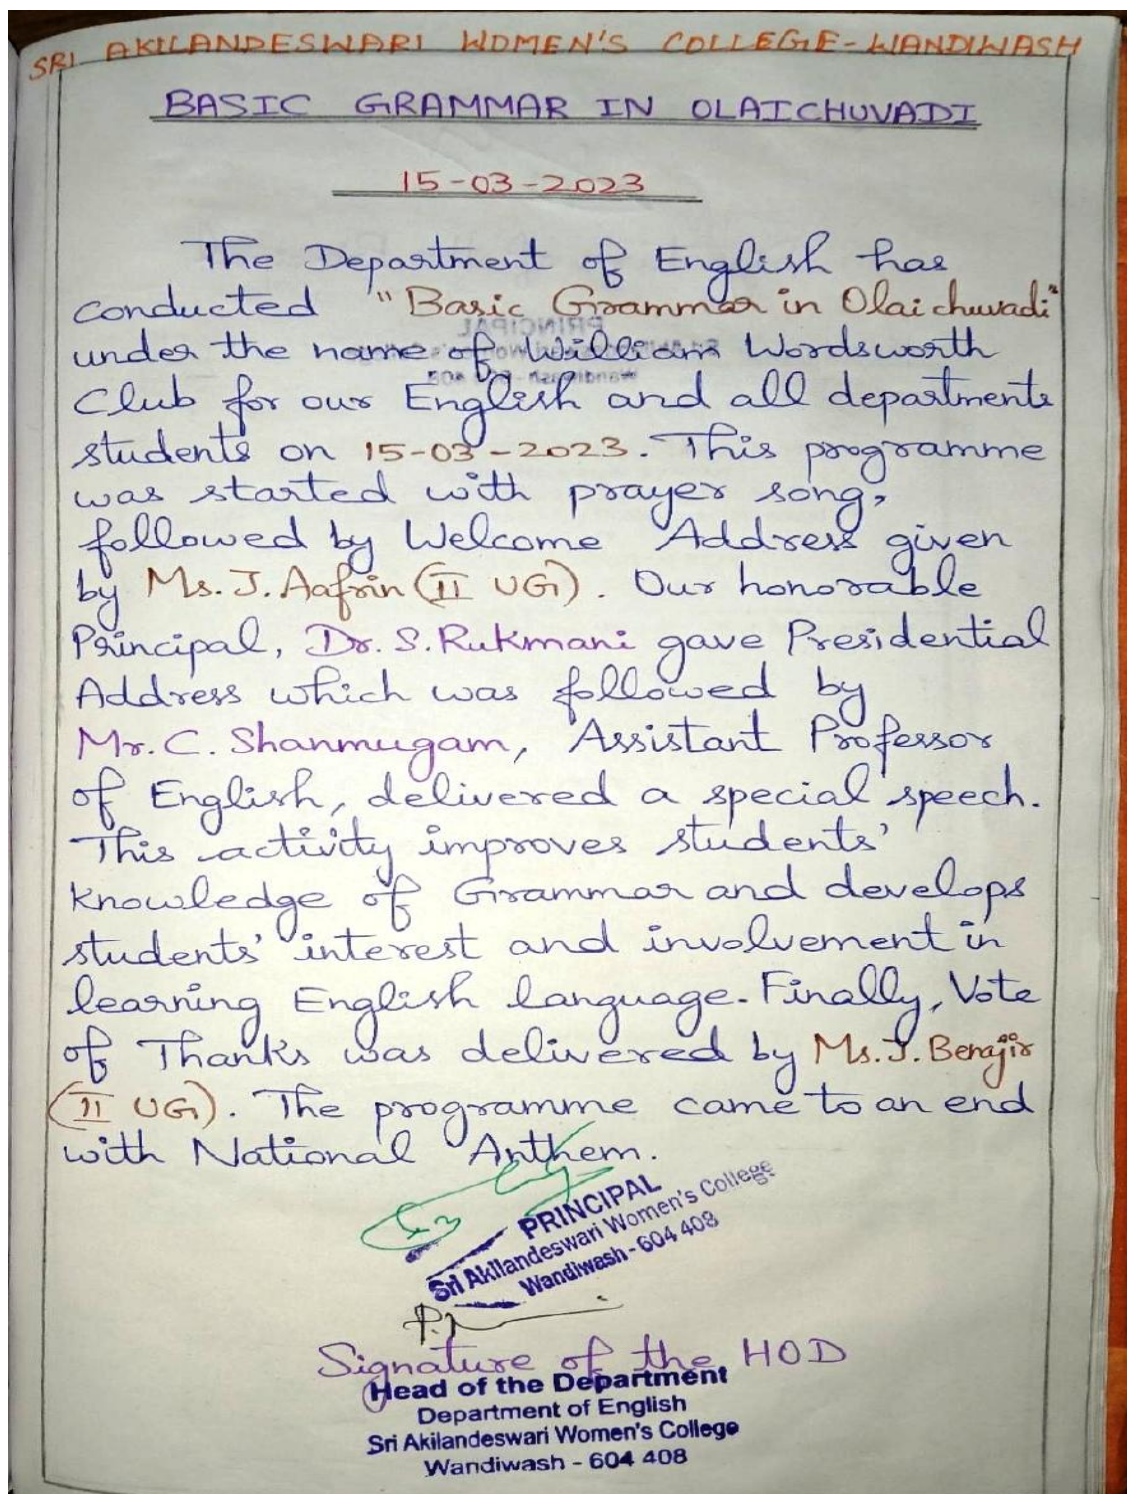 SRI AKILANDESWARI WOMEN'S COLLEGE-WANDIWASH
BASIC GRAMMAR IN OLAICHUVADI
15-03-2023
The Department of English has
conducted "Basic Grammar in Olaichuvadi"
under the name of William Wordsworth
Club for our English and all departments
students on 15-03-2023. This programme
was started with prayer song,
followed by Welcome Address given
by Ms. J. Aafrin (II UG). Our honorable
Principal, Dr. S. Rukmani gave Presidential
Address which was followed by
Mr. C. Shanmugam, Assistant Professor
of English, delivered a special speech.
This activity improves students'
knowledge of Grammar and develops
students' interest and involvement in
learning English language. Finally, Vote
of Thanks was delivered by Ms. J. Benajir
(II UG). The programme came to an end
with National Anthem.
PRINCIPAL
Sri Akilandeswari Women's College
Wandiwash - 604 408
Signature of the HOD
Head of the Department
Department of English
Sri Akilandeswari Women's College
Wandiwash - 604 408